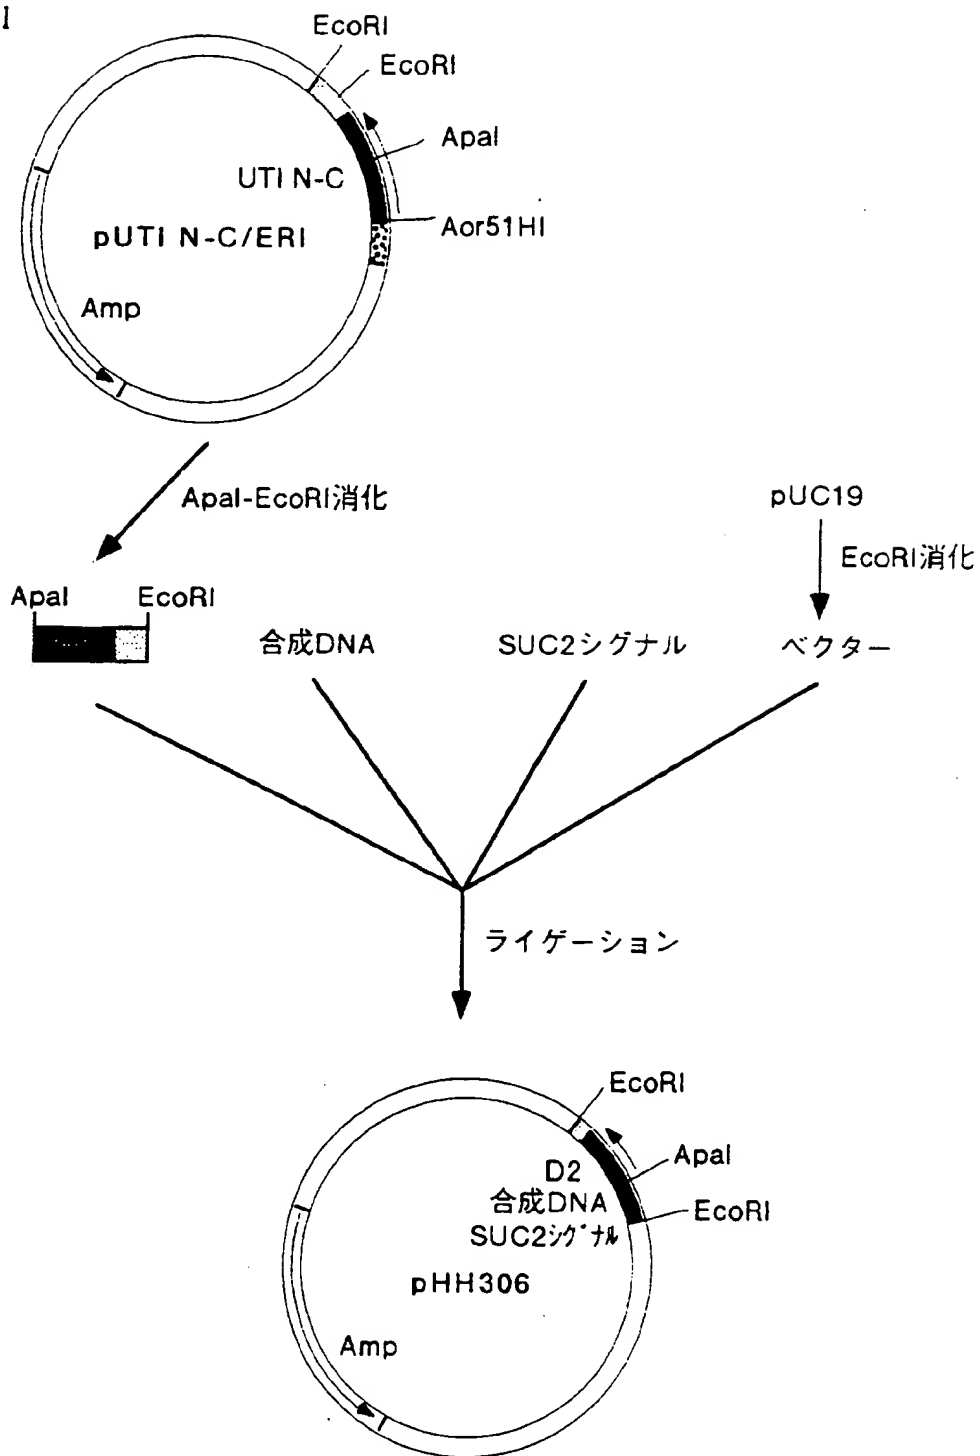 1
EcoRI
EcoRI
ApaI
UTI N-C
Aor51HI
pUTI N-C/ERI
Amp
ApaI-EcoRI消化
pUC19
EcoRI消化
ApaI
EcoRI
合成DNA
SUC2シグナル
ベクター
ライゲーション
EcoRI
ApaI
D2
合成DNA
EcoRI
SUC2シグナル
pHH306
Amp